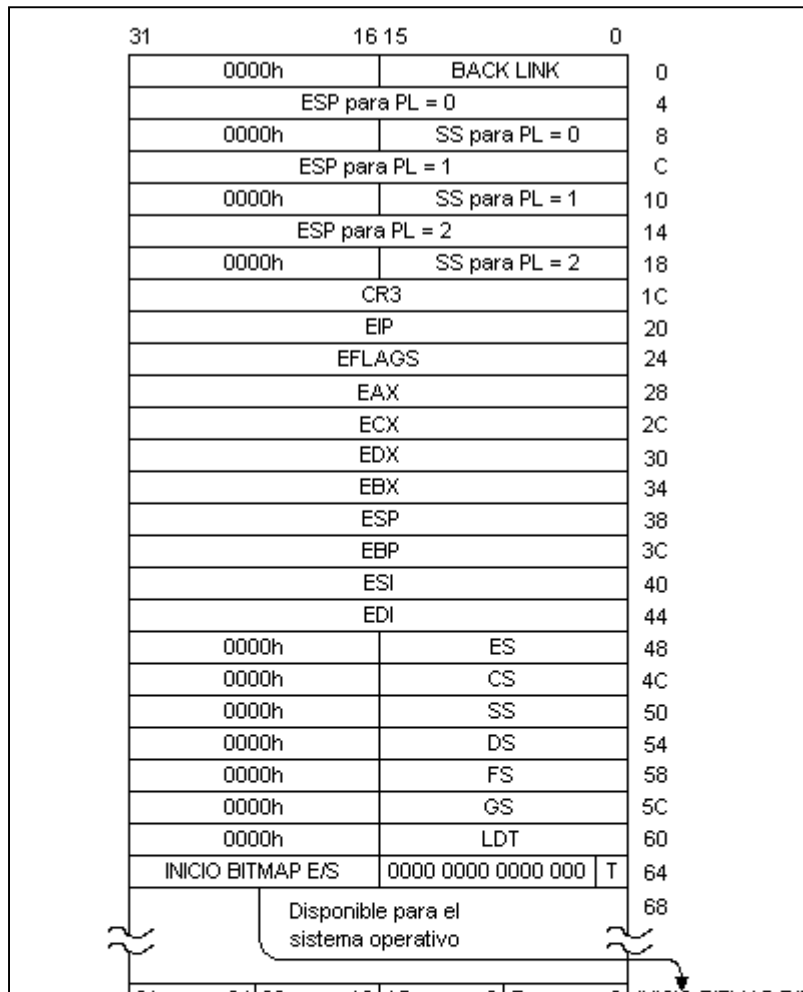 31 16 15 0
0000h BACK LINK 0
ESP para PL = 0 4
0000h SS para PL = 0 8
ESP para PL = 1 C
0000h SS para PL = 1 10
ESP para PL = 2 14
0000h SS para PL = 2 18
CR3 1C
EIP 20
EFLAGS 24
EAX 28
ECX 2C
EDX 30
EBX 34
ESP 38
EBP 3C
ESI 40
EDI 44
0000h ES 48
0000h CS 4C
0000h SS 50
0000h DS 54
0000h FS 58
0000h GS 5C
0000h LDT 60
INICIO BITMAP E/S 0000 0000 0000 000 T 64
68
Disponible para el
sistema operativo